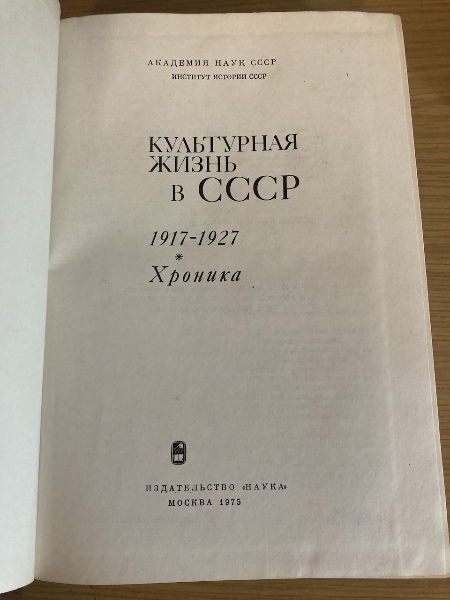 АКАДЕМИЯ НАУК СССР
ИНСТИТУТ ИСТОРИИ СССР
КУЛЬТУРНАЯ
ЖИЗНЬ
В СССР
1917-1927
*
Хроника
ИЗДАТЕЛЬСТВО «НАУКА»
МОСКВА 1975